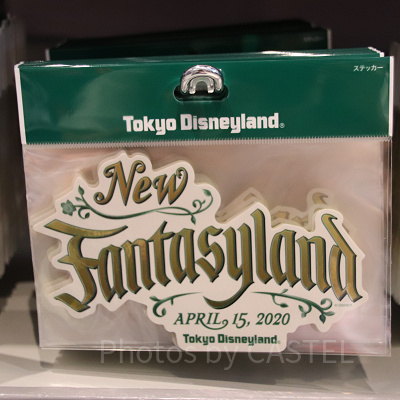 ステッカー
Tokyo Disneyland®
New
Fantasyland
APRIL 15, 2020
Tokyo Disneyland
Photos by CASTEL